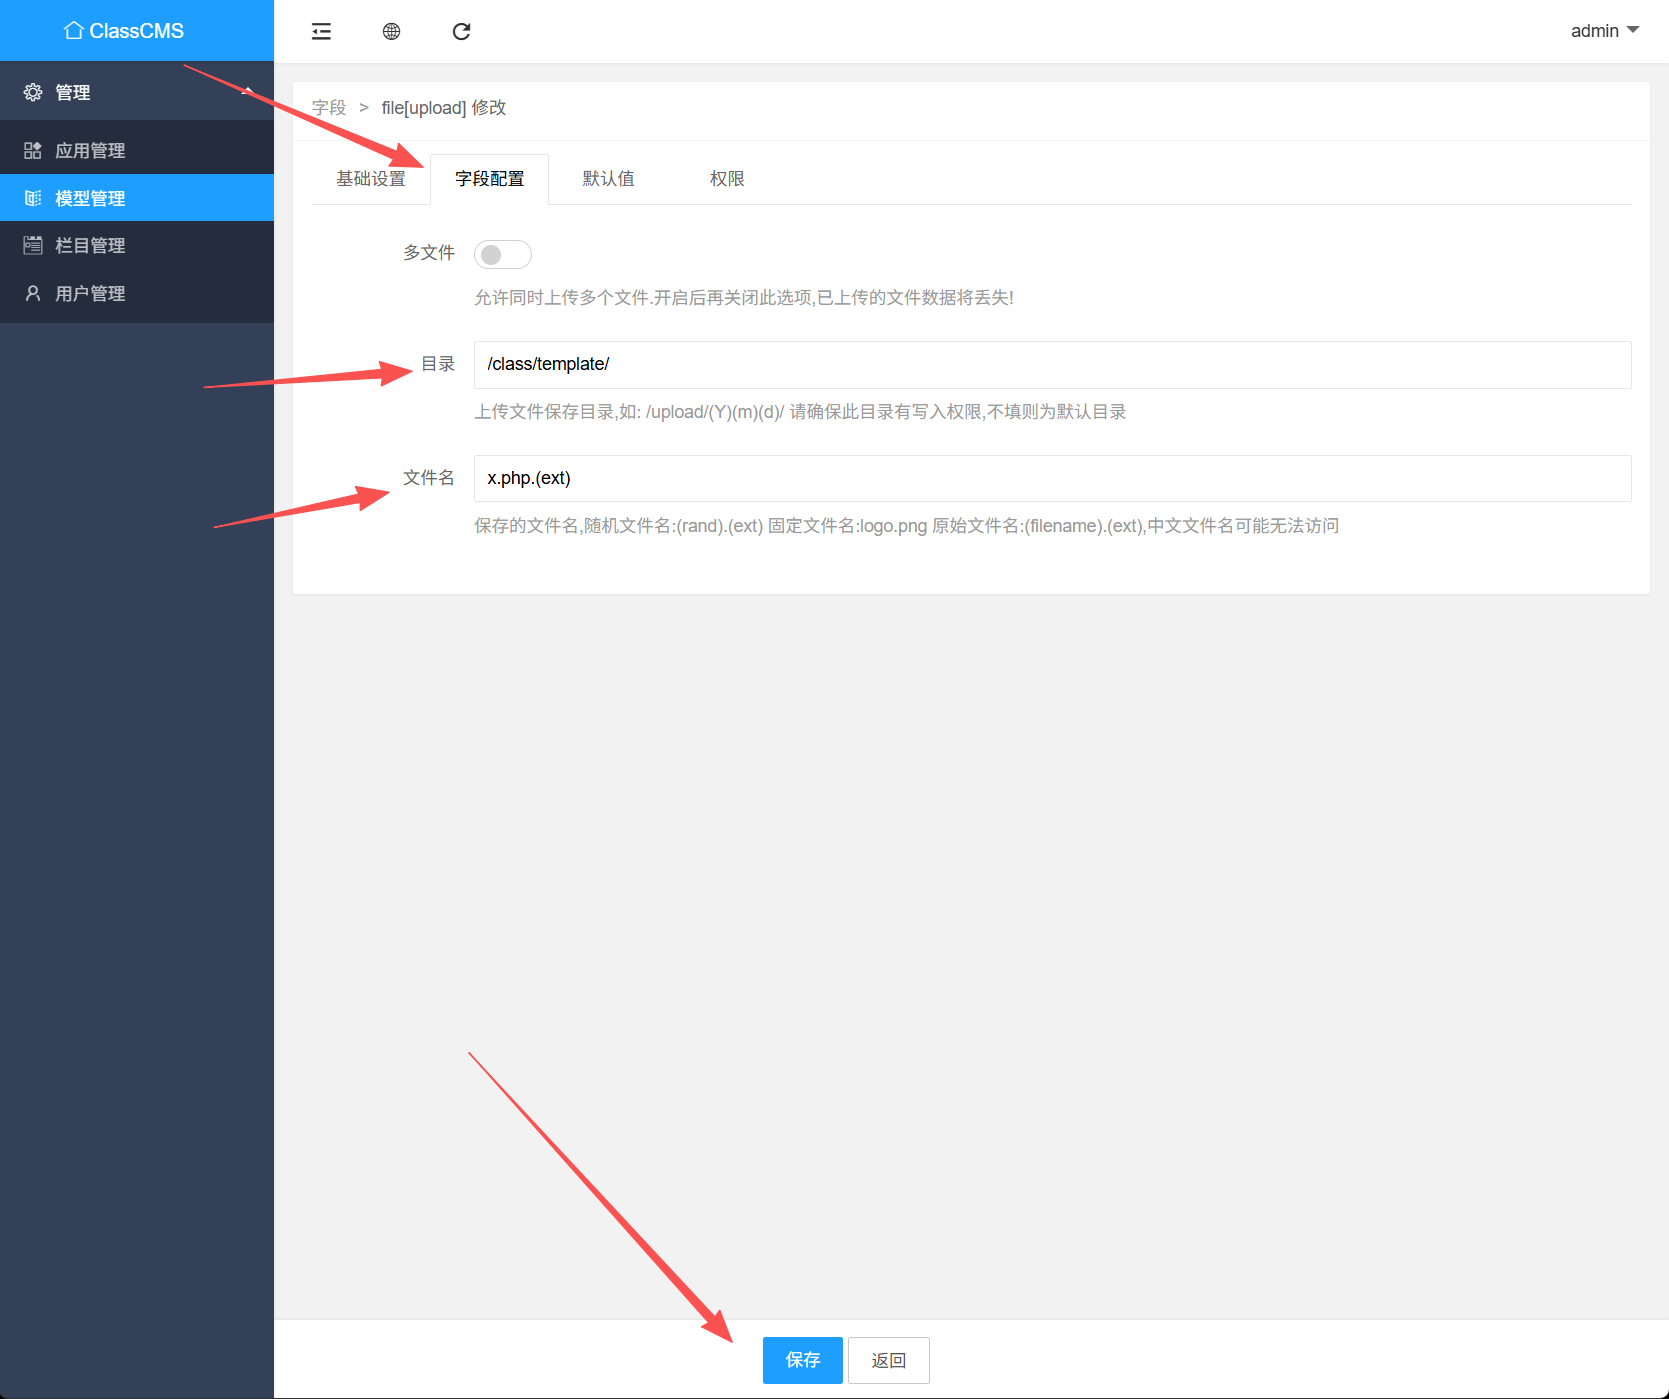 ClassCMS
admin
管理
应用管理
模型管理
栏目管理
用户管理
字段 > file[upload] 修改
基础设置
字段配置
默认值
权限
多文件
允许同时上传多个文件.开启后再关闭此选项,已上传的文件数据将丢失!
目录
/class/template/
上传文件保存目录,如: /upload/(Y)(m)(d)/ 请确保此目录有写入权限,不填则为默认目录
文件名
x.php.(ext)
保存的文件名,随机文件名:(rand).(ext) 固定文件名:logo.png 原始文件名:(filename).(ext),中文文件名可能无法访问
保存
返回